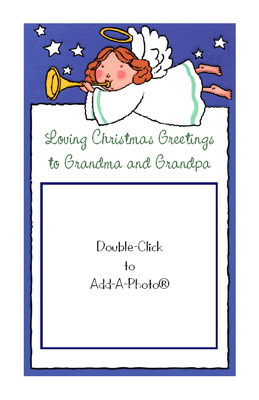 Loving Christmas Greetings
to Grandma and Grandpa
Double-Click
to
Add-A-Photo®